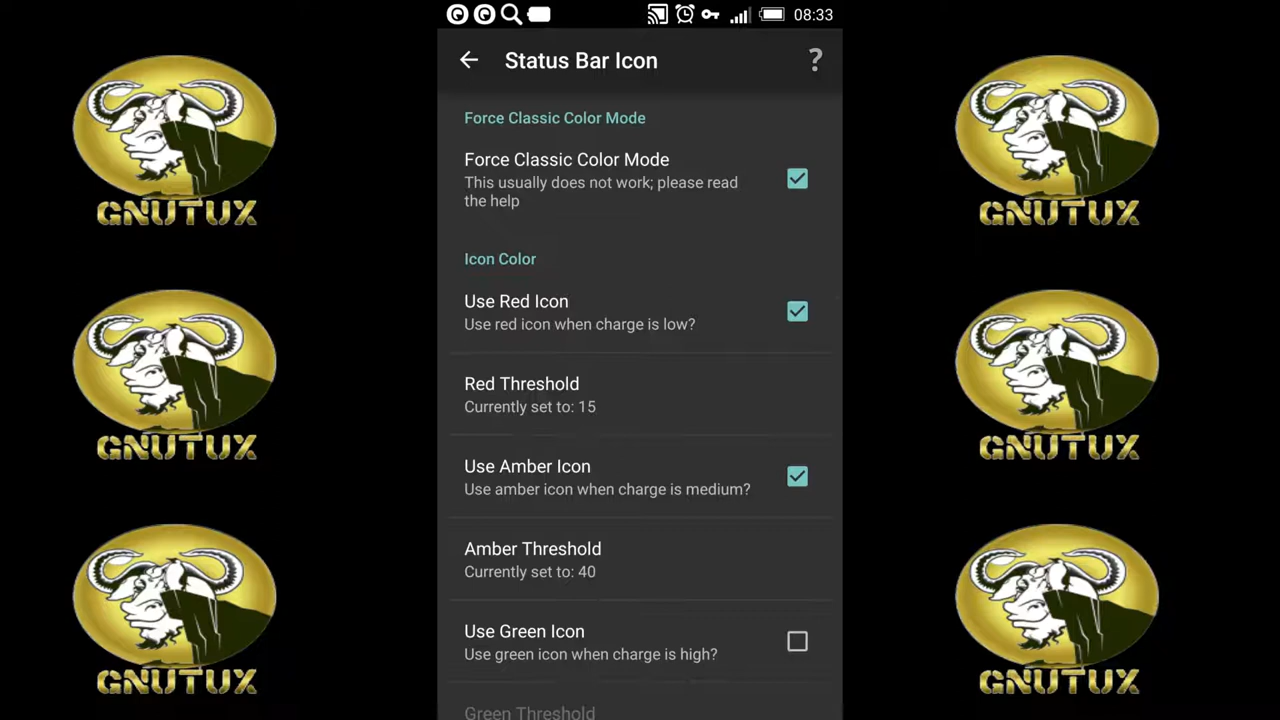 08:33
Status Bar Icon
?
Force Classic Color Mode
Force Classic Color Mode
This usually does not work; please read
the help
Icon Color
Use Red Icon
Use red icon when charge is low?
Red Threshold
Currently set to: 15
Use Amber Icon
Use amber icon when charge is medium?
Amber Threshold
Currently set to: 40
Use Green Icon
Use green icon when charge is high?
Green Threshold
GNUTUX
GNUTUX
GNUTUX
GNUTUX
GNUTUX
GNUTUX